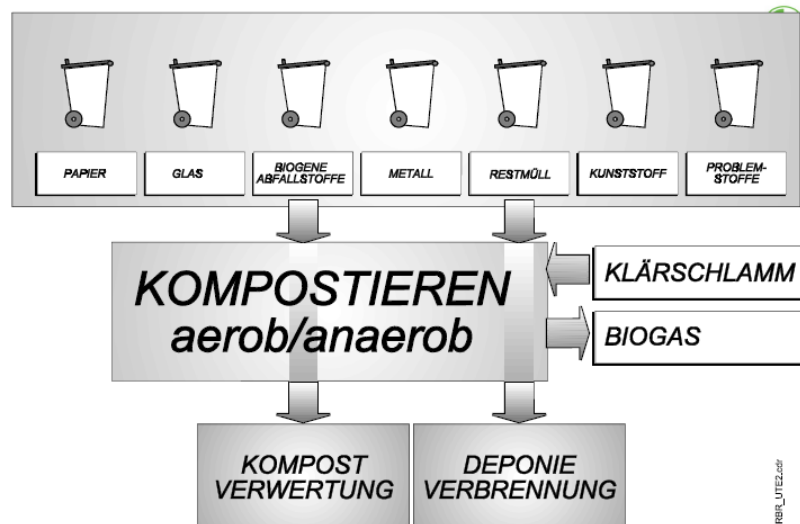 PAPIER
GLAS
BIOGENE
ABFALLSTOFFE
METALL
RESTMÜLL
KUNSTSTOFF
PROBLEM-
STOFFE
KOMPOSTIEREN
aerob/anaerob
KLÄRSCHLAMM
BIOGAS
KOMPOST
VERWERTUNG
DEPONIE
VERBRENNUNG
RBR_UTE2.cdr